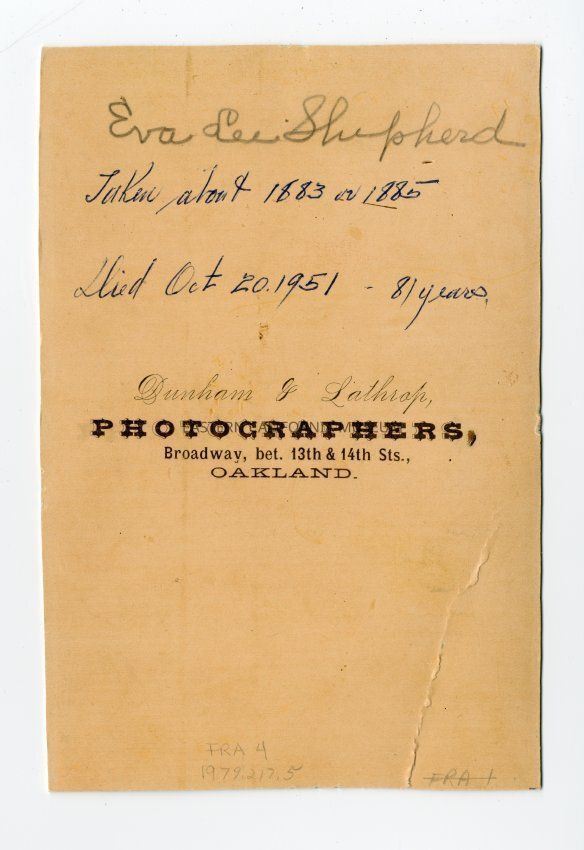 Eva Lee Shepherd
Taken about 1883 or 1885
Died Oct 20. 1951 - 81 years.
Dunham & Lathrop,
PHOTOGRAPHERS,
Broadway, bet. 13th & 14th Sts.,
OAKLAND.
FRA 4
1979.217.5
FRA 1